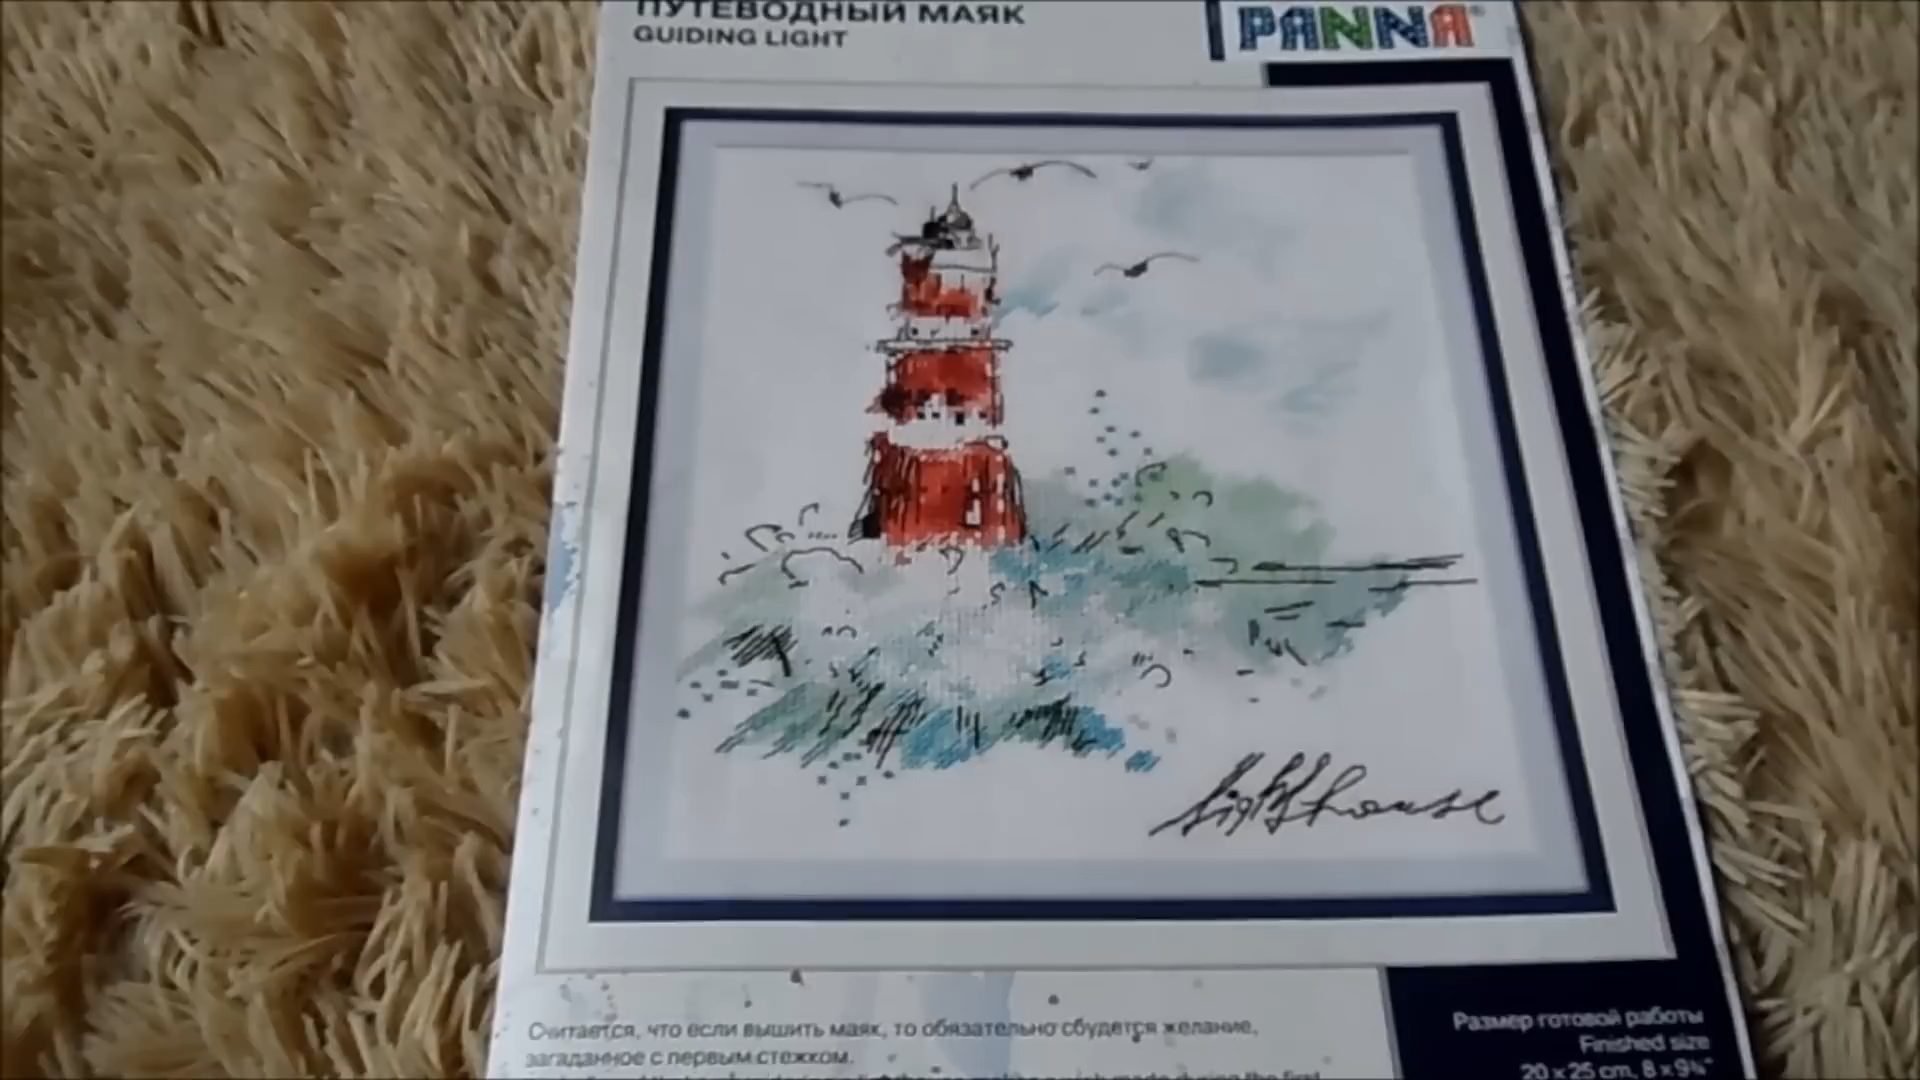 ПУТЕВОДНЫЙ МАЯК
GUIDING LIGHT
PANNA®
Lighthouse
Считается, что если вышить маяк, то обязательно сбудется желание,
загаданное с первым стежком.
Размер готовой работы
Finished size
20 x 25 cm, 8 x 9¾"